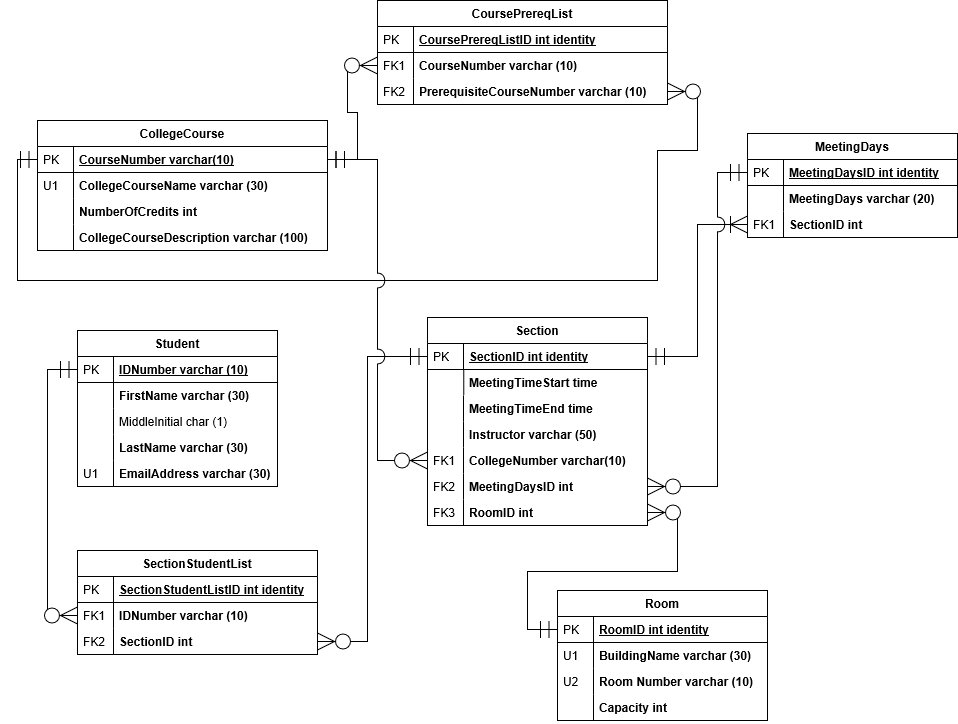 CoursePrereqList
PK CoursePrereqListID int identity
FK1 CourseNumber varchar (10)
FK2 PrerequisiteCourseNumber varchar (10)
CollegeCourse
PK CourseNumber varchar(10)
U1 CollegeCourseName varchar (30)
NumberOfCredits int
CollegeCourseDescription varchar (100)
MeetingDays
PK MeetingDaysID int identity
MeetingDays varchar (20)
FK1 SectionID int
Student
PK IDNumber varchar (10)
FirstName varchar (30)
MiddleInitial char (1)
LastName varchar (30)
U1 EmailAddress varchar (30)
Section
PK SectionID int identity
MeetingTimeStart time
MeetingTimeEnd time
Instructor varchar (50)
FK1 CollegeNumber varchar(10)
FK2 MeetingDaysID int
FK3 RoomID int
SectionStudentList
PK SectionStudentListID int identity
FK1 IDNumber varchar (10)
FK2 SectionID int
Room
PK RoomID int identity
U1 BuildingName varchar (30)
U2 Room Number varchar (10)
Capacity int